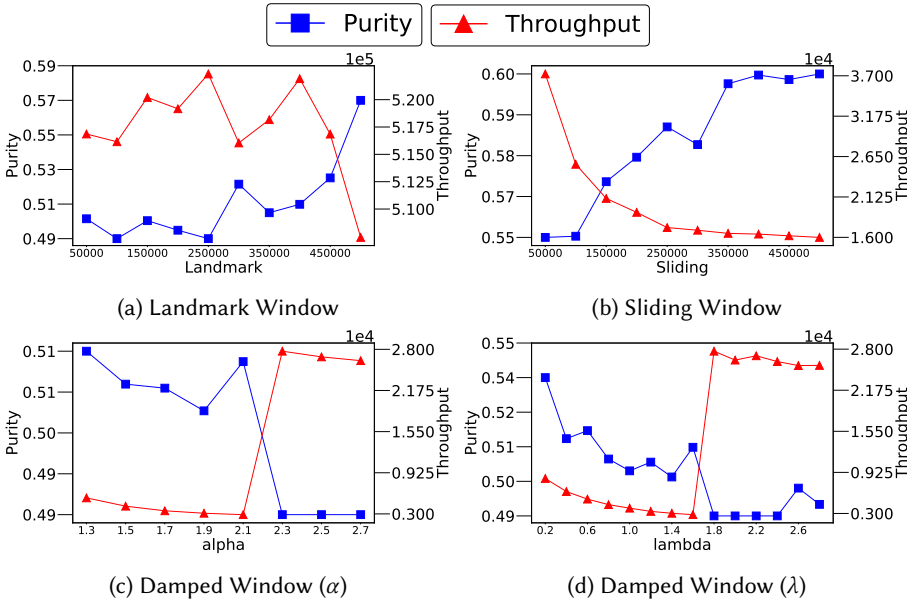 Purity Throughput
1e5
0.59
0.57
0.55
0.53
0.51
0.49
Purity
5.200
5.175
5.150
5.125
5.100
Throughput
50000 150000 250000 350000 450000
Landmark
(a) Landmark Window
1e4
0.60
0.59
0.58
0.57
0.55
Purity
3.700
3.175
2.650
2.125
1.600
Throughput
50000 150000 250000 350000 450000
Sliding
(b) Sliding Window
1e4
0.51
0.51
0.50
0.49
0.49
Purity
2.800
2.175
1.550
0.925
0.300
Throughput
1.3 1.5 1.7 1.9 2.1 2.3 2.5 2.7
alpha
(c) Damped Window (α)
1e4
0.55
0.54
0.52
0.51
0.50
0.49
Purity
2.800
2.175
1.550
0.925
0.300
Throughput
0.2 0.6 1.0 1.4 1.8 2.2 2.6
lambda
(d) Damped Window (λ)